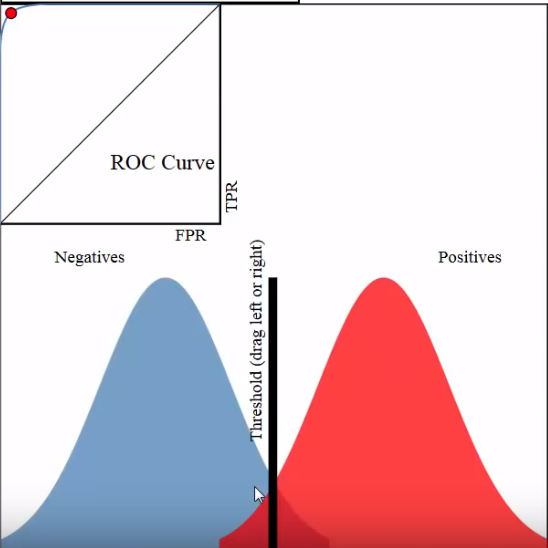 ROC Curve
TPR
FPR
Negatives
Positives
Threshold (drag left or right)